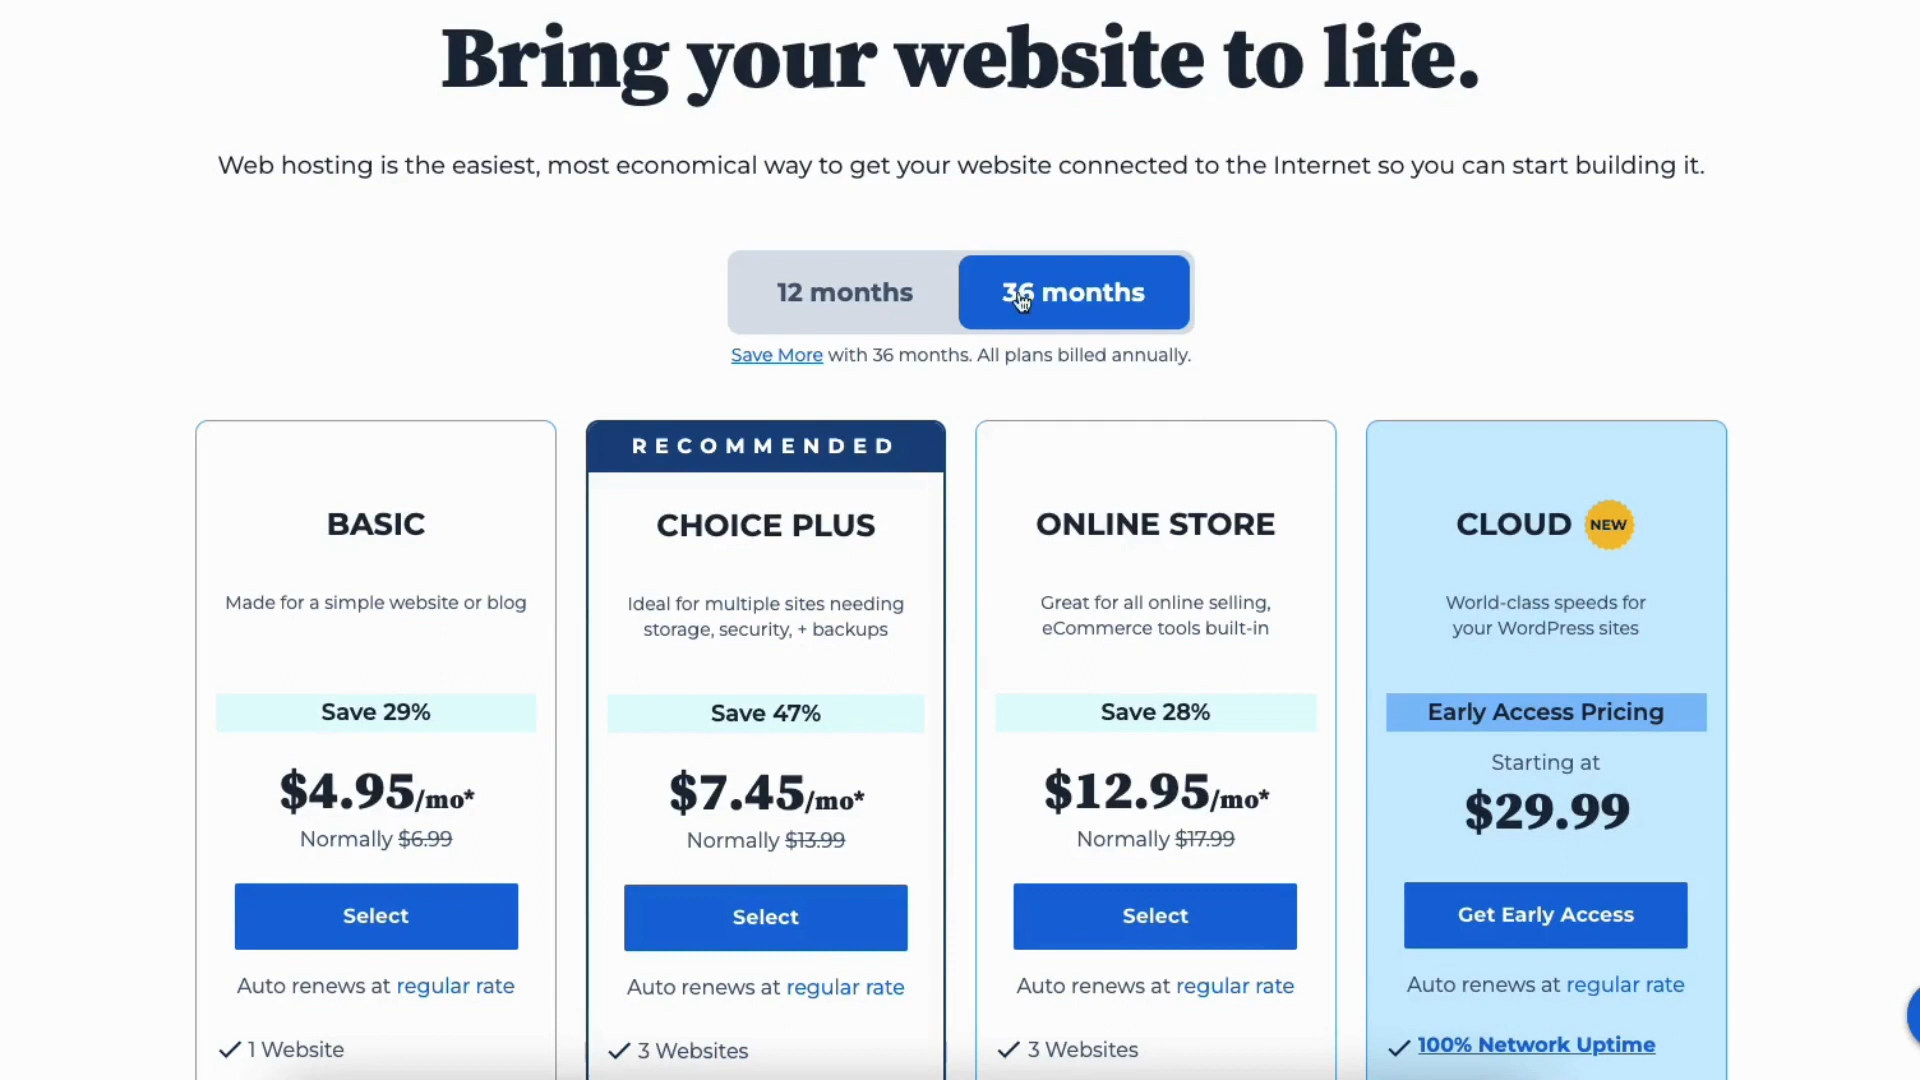 Bring your website to life.
Web hosting is the easiest, most economical way to get your website connected to the Internet so you can start building it.
12 months
36 months
Save More with 36 months. All plans billed annually.
BASIC
Made for a simple website or blog
Save 29%
$4.95/mo*
Normally $6.99
Select
Auto renews at regular rate
1 Website
RECOMMENDED
CHOICE PLUS
Ideal for multiple sites needing
storage, security, + backups
Save 47%
$7.45/mo*
Normally $13.99
Select
Auto renews at regular rate
3 Websites
ONLINE STORE
Great for all online selling,
eCommerce tools built-in
Save 28%
$12.95/mo*
Normally $17.99
Select
Auto renews at regular rate
3 Websites
CLOUD NEW
World-class speeds for
your WordPress sites
Early Access Pricing
Starting at
$29.99
Get Early Access
Auto renews at regular rate
100% Network Uptime